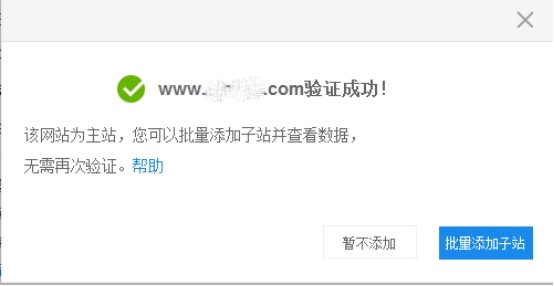 www. .com验证成功!
该网站为主站，您可以批量添加子站并查看数据，
无需再次验证。帮助
暂不添加 批量添加子站